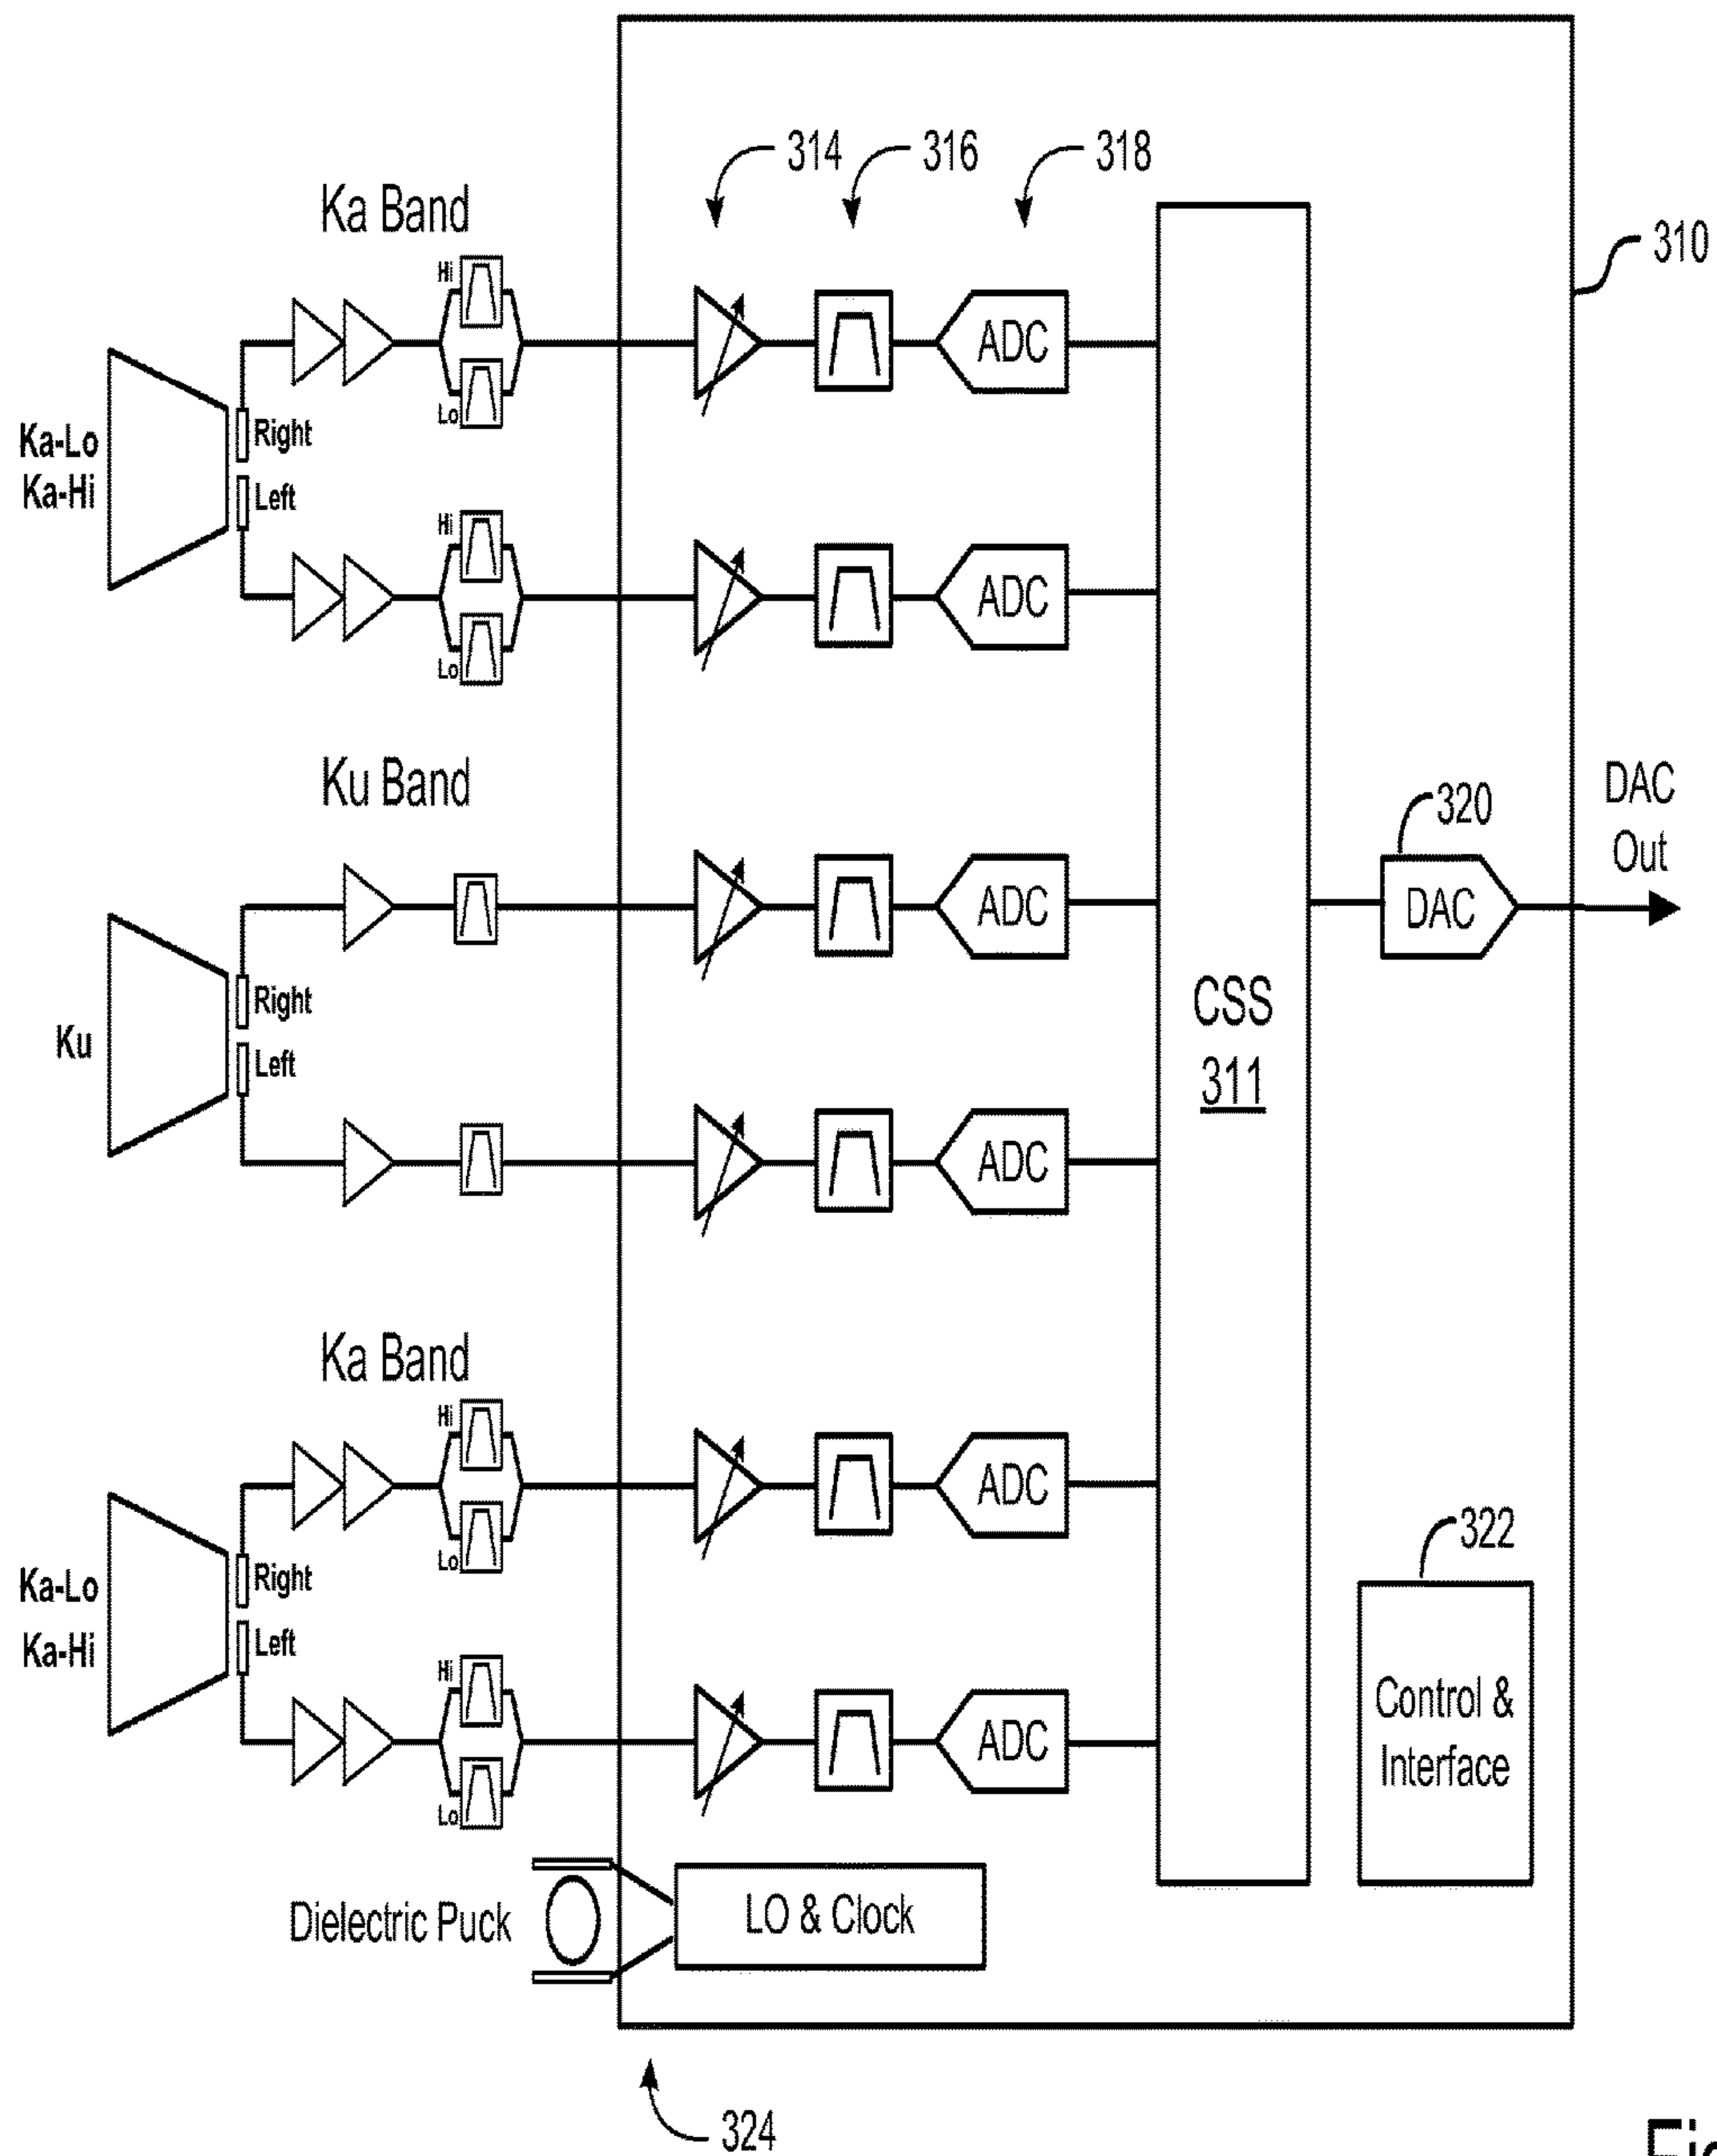 314
316
318
310
Ka Band
Hi
Lo
ADC
Ka-Lo
Ka-Hi
Right
Left
Hi
Lo
ADC
Ku Band
320
DAC
Out
ADC
DAC
Ku
Right
Left
CSS
311
ADC
Ka Band
Hi
Lo
ADC
322
Ka-Lo
Ka-Hi
Right
Left
Control &
Interface
Hi
Lo
ADC
Dielectric Puck
LO & Clock
324